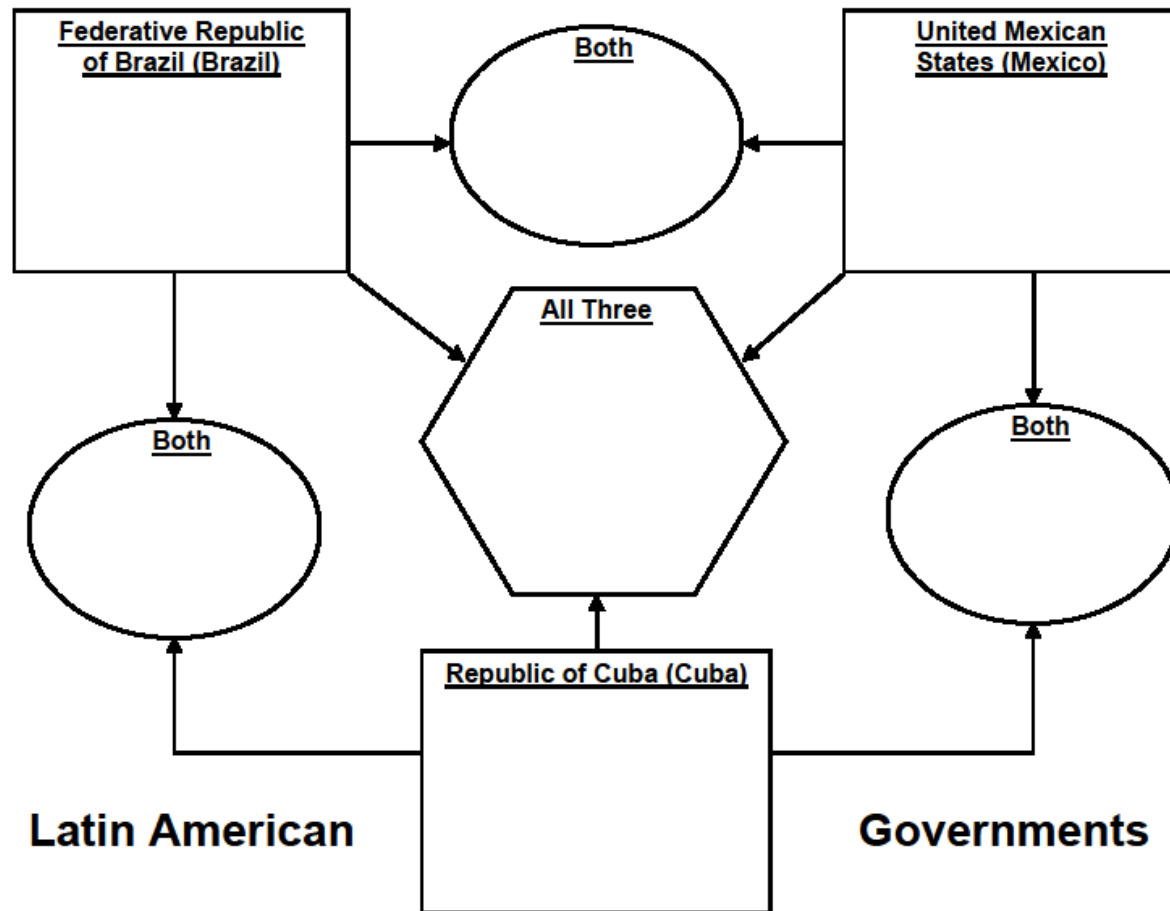 Federative Republic
of Brazil (Brazil)
Both
United Mexican
States (Mexico)
All Three
Both
Both
Republic of Cuba (Cuba)
Latin American
Governments